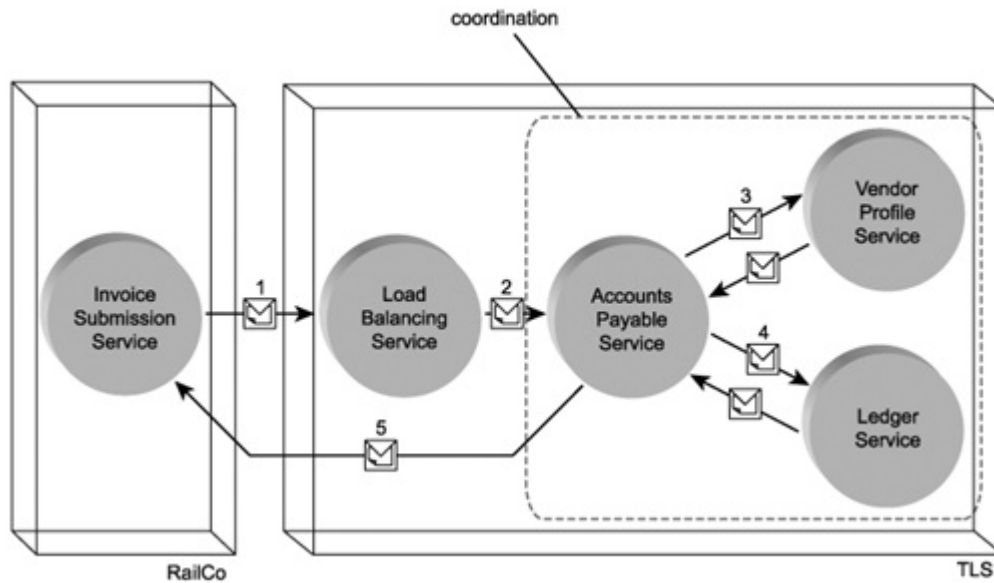 coordination
Invoice
Submission
Service
1
Load
Balancing
Service
2
Accounts
Payable
Service
3
Vendor
Profile
Service
4
Ledger
Service
5
RailCo
TLS